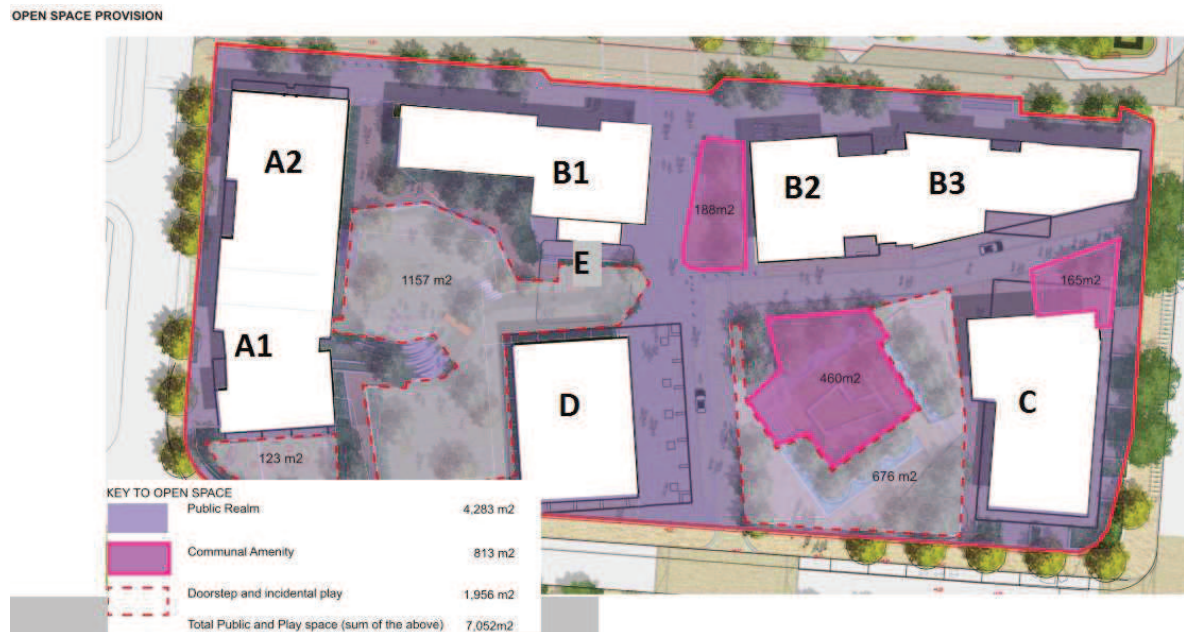 OPEN SPACE PROVISION
A2
B1
B2
B3
188m2
E
1157 m2
165m2
A1
460m2
D
C
123 m2
676 m2
KEY TO OPEN SPACE
Public Realm 4,283 m2
Communal Amenity 813 m2
Doorstep and incidental play 1,956 m2
Total Public and Play space (sum of the above) 7,052m2